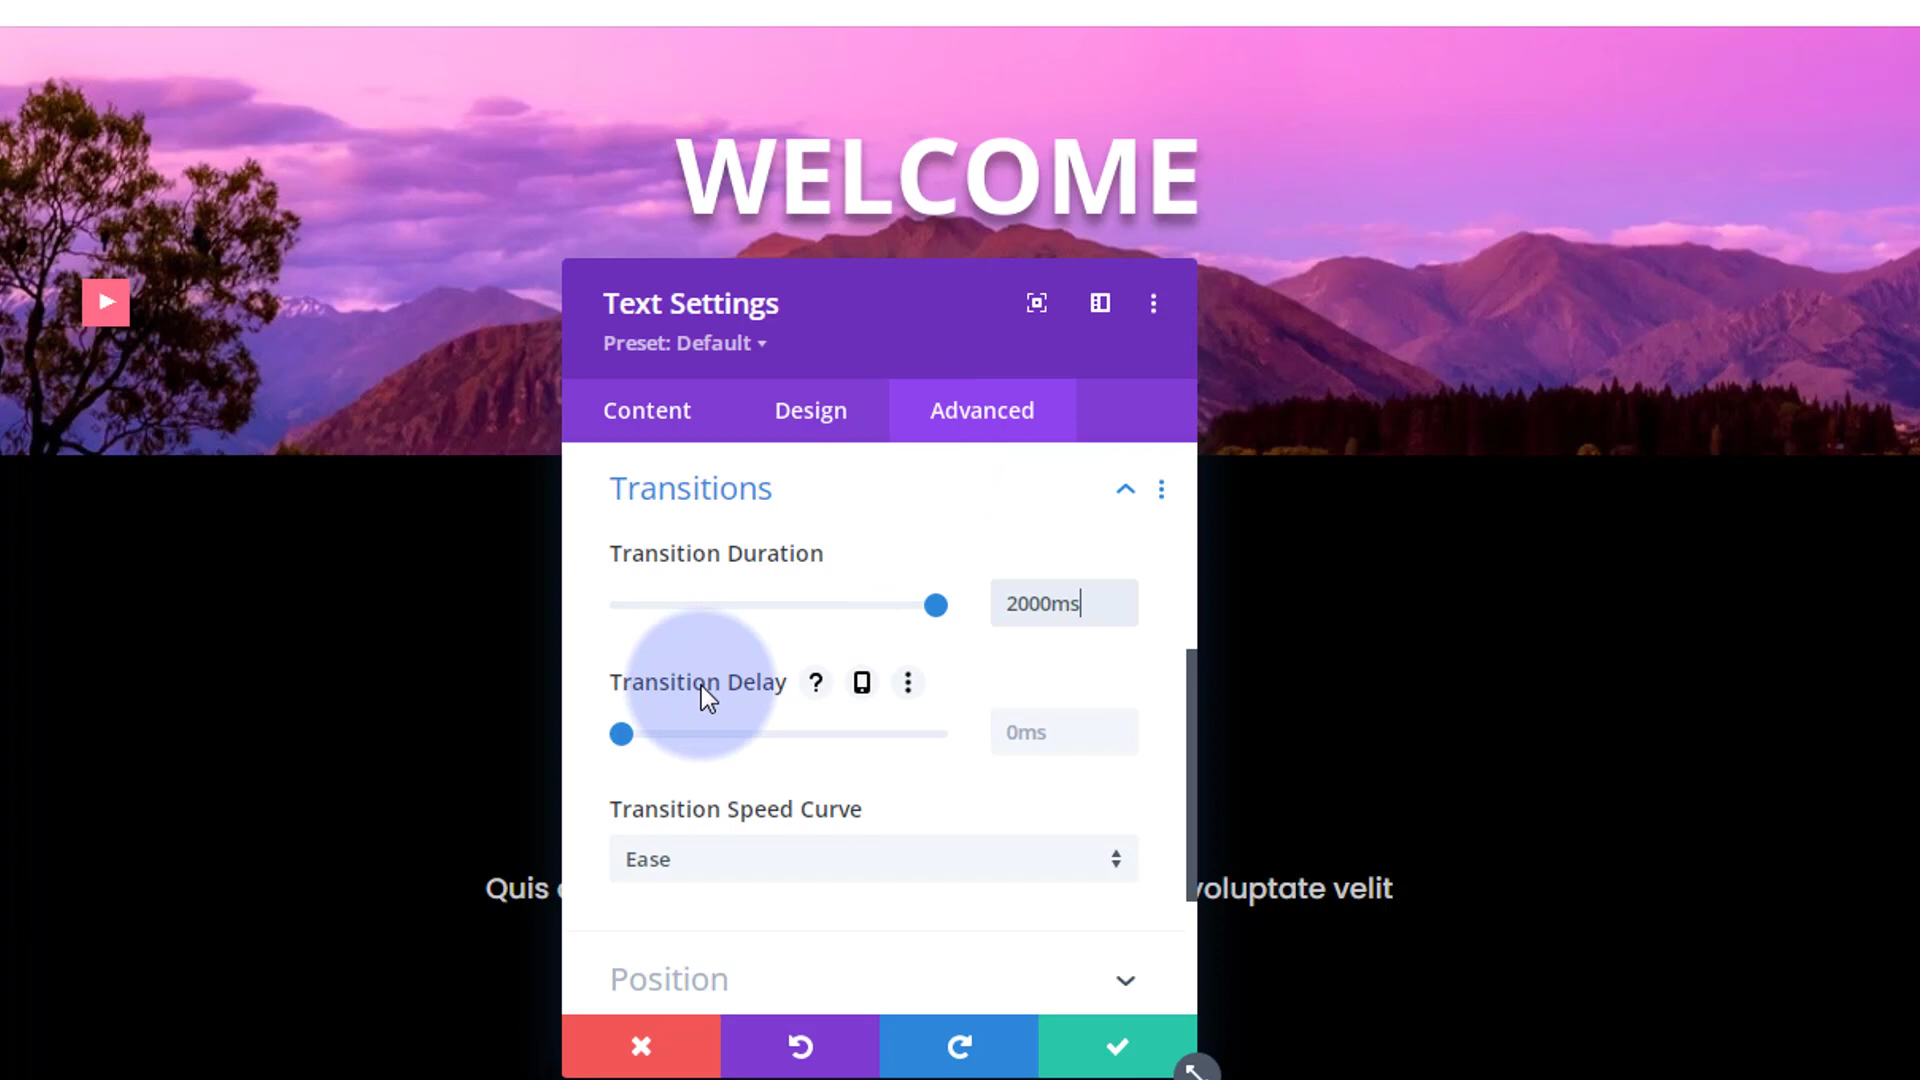 WELCOME
Text Settings
Preset: Default
Content Design Advanced
Transitions
Transition Duration
2000ms
Transition Delay ?
0ms
Transition Speed Curve
Ease
Quis voluptate velit
Position